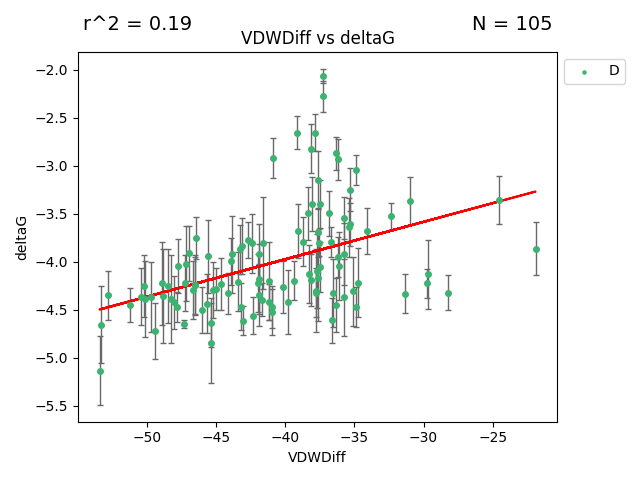 r^2 = 0.19
N = 105
VDWDiff vs deltaG
D
−2.0
−2.5
−3.0
−3.5
−4.0
−4.5
−5.0
−5.5
deltaG
−50
−45
−40
−35
−30
−25
VDWDiff